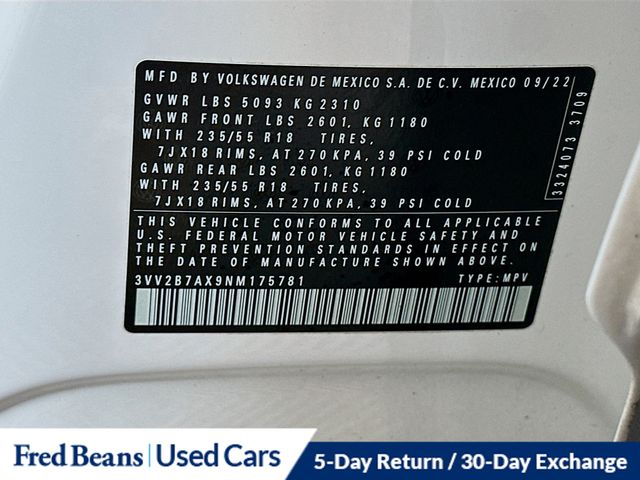 MFD BY VOLKSWAGEN DE MEXICO S.A. DE C.V. MEXICO 09/22
GVWR LBS 5093 KG 2310
GAWR FRONT LBS 2601, KG 1180
WITH 235/55 R18 TIRES,
7JX18 RIMS, AT 270 KPA, 39 PSI COLD
GAWR REAR LBS 2601, KG 1180
WITH 235/55 R18 TIRES,
7JX18 RIMS, AT 270 KPA, 39 PSI COLD
THIS VEHICLE CONFORMS TO ALL APPLICABLE
U.S. FEDERAL MOTOR VEHICLE SAFETY AND
THEFT PREVENTION STANDARDS IN EFFECT ON
THE DATE OF MANUFACTURE SHOWN ABOVE.
3VV2B7AX9NM175781 TYPE: MPV
3324073 3709
Fred Beans | Used Cars
5-Day Return / 30-Day Exchange